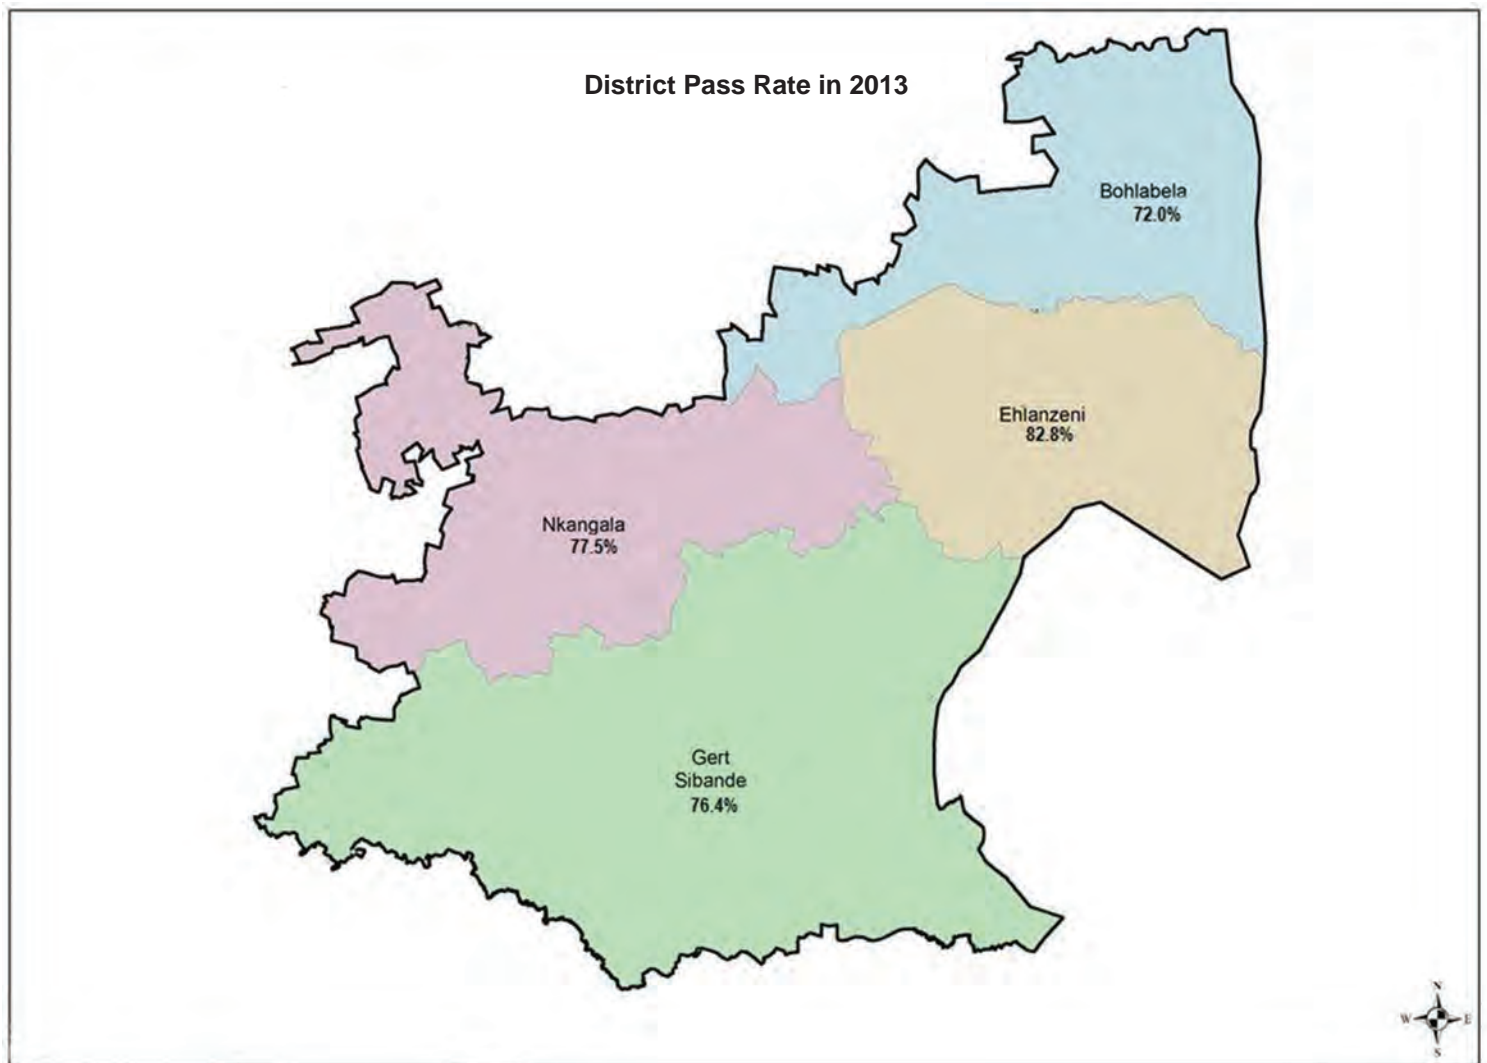 District Pass Rate in 2013
Bohlabela
72.0%
Ehlanzeni
82.8%
Nkangala
77.5%
Gert
Sibande
76.4%
N
W E
S